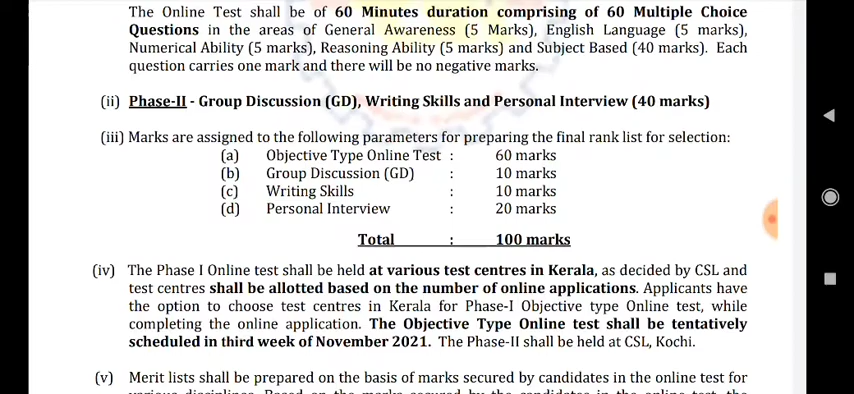 The Online Test shall be of 60 Minutes duration comprising of 60 Multiple Choice
Questions in the areas of General Awareness (5 Marks), English Language (5 marks),
Numerical Ability (5 marks), Reasoning Ability (5 marks) and Subject Based (40 marks). Each
question carries one mark and there will be no negative marks.
(ii) Phase-II - Group Discussion (GD), Writing Skills and Personal Interview (40 marks)
(iii) Marks are assigned to the following parameters for preparing the final rank list for selection:
(a) Objective Type Online Test : 60 marks
(b) Group Discussion (GD) : 10 marks
(c) Writing Skills : 10 marks
(d) Personal Interview : 20 marks
Total : 100 marks
(iv) The Phase I Online test shall be held at various test centres in Kerala, as decided by CSL and
test centres shall be allotted based on the number of online applications. Applicants have
the option to choose test centres in Kerala for Phase-I Objective type Online test, while
completing the online application. The Objective Type Online test shall be tentatively
scheduled in third week of November 2021. The Phase-II shall be held at CSL, Kochi.
(v) Merit lists shall be prepared on the basis of marks secured by candidates in the online test for